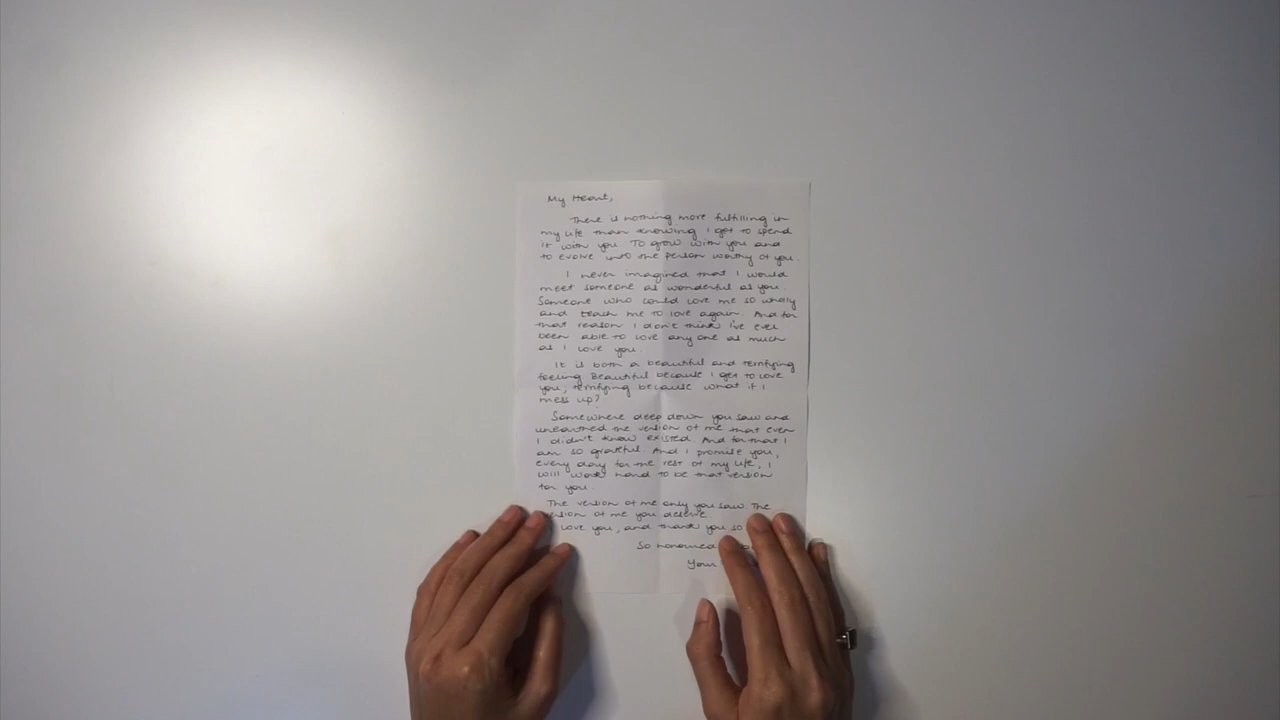 My Heart,
There is nothing more fulfilling in
my life than knowing I get to spend
it with you. To grow with you and
to evolve into the person worthy of you.
I never imagined that I would
meet someone as wonderful as you.
Someone who could love me so wholly
and teach me to love again. And for
that reason I don't think I've ever
been able to love anyone as much
as I love you.
It is both a beautiful and terrifying
feeling. Beautiful because I get to love
you, terrifying because what if I
mess up?
Somewhere deep down you saw and
unearthed the version of me that even
I didn't know existed. And for that I
am so grateful. And I promise you,
every day for the rest of my life, I
will work hard to be that version
for you.
The version of me only you saw. The
version of me you deserve.
love you, and thank you so
So honoured
Your